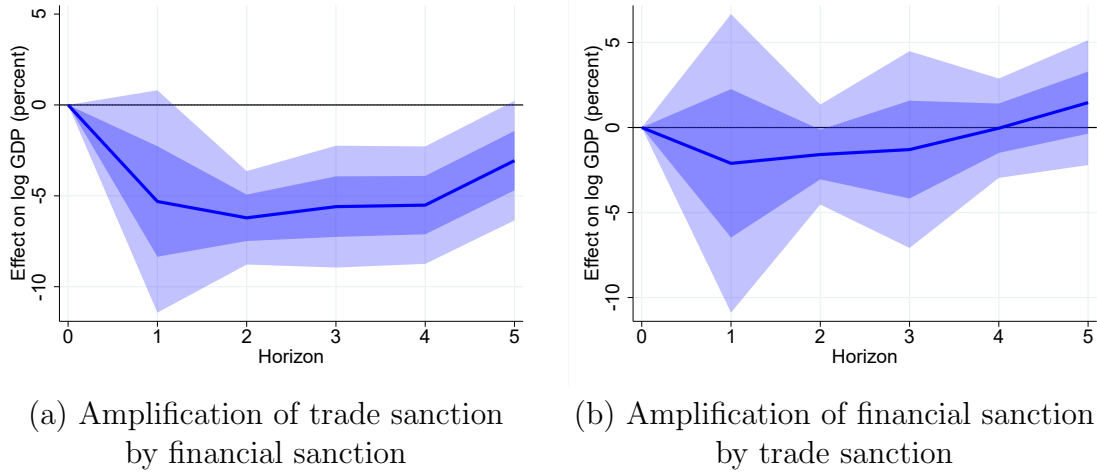 5
0
-5
-10
Effect on log GDP (percent)
0 1 2 3 4 5
Horizon
(a) Amplification of trade sanction
by financial sanction
5
0
-5
-10
Effect on log GDP (percent)
0 1 2 3 4 5
Horizon
(b) Amplification of financial sanction
by trade sanction